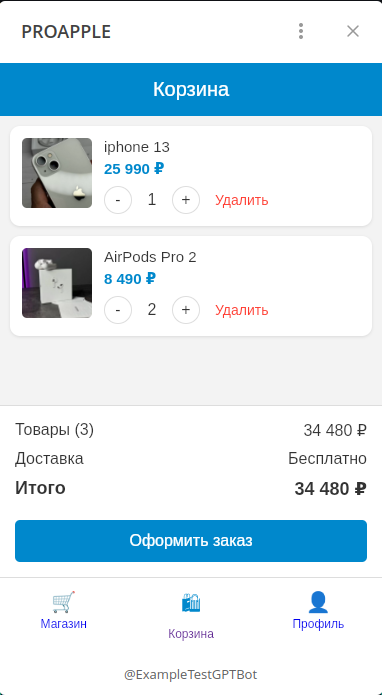 PROAPPLE
Корзина
iphone 13
25 990 ₽
- 1 + Удалить
AirPods Pro 2
8 490 ₽
- 2 + Удалить
Товары (3) 34 480 ₽
Доставка Бесплатно
Итого 34 480 ₽
Оформить заказ
Магазин Корзина Профиль
@ExampleTestGPTBot